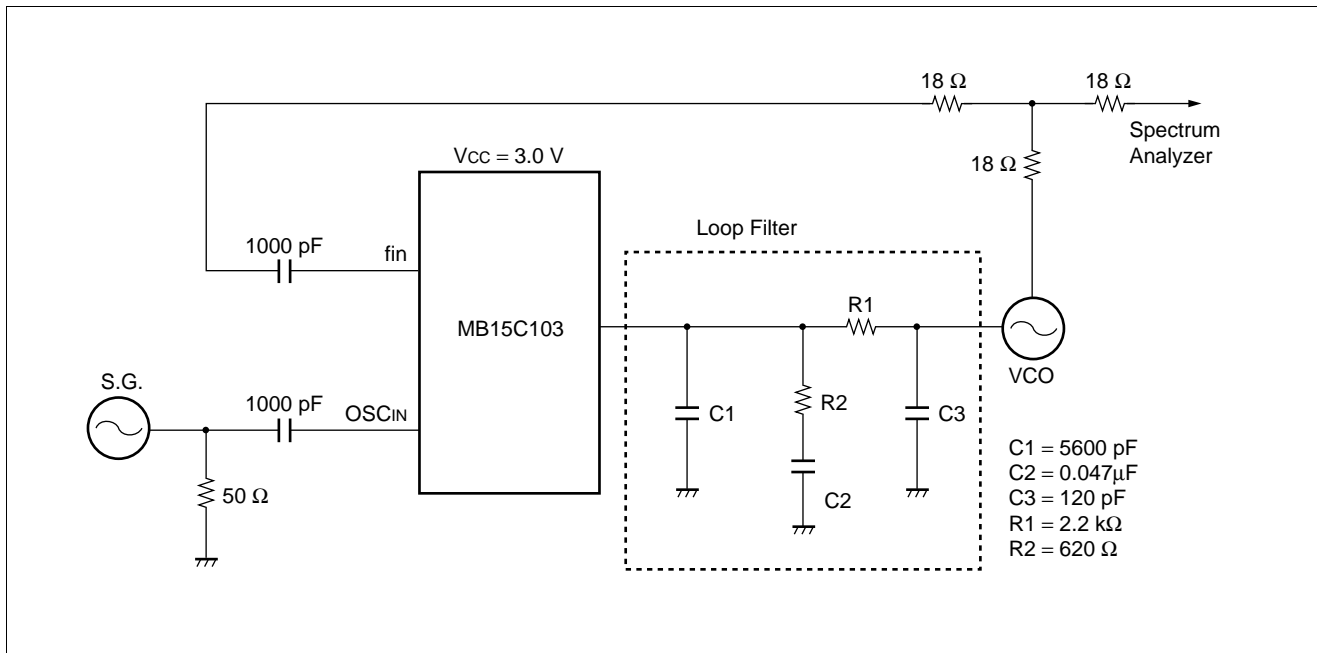 18 Ω
18 Ω
Spectrum
Analyzer
18 Ω
VCC = 3.0 V
Loop Filter
1000 pF
fin
R1
MB15C103
VCO
S.G.
1000 pF
OSCIN
C1
R2
C3
50 Ω
C2
C1 = 5600 pF
C2 = 0.047µF
C3 = 120 pF
R1 = 2.2 kΩ
R2 = 620 Ω